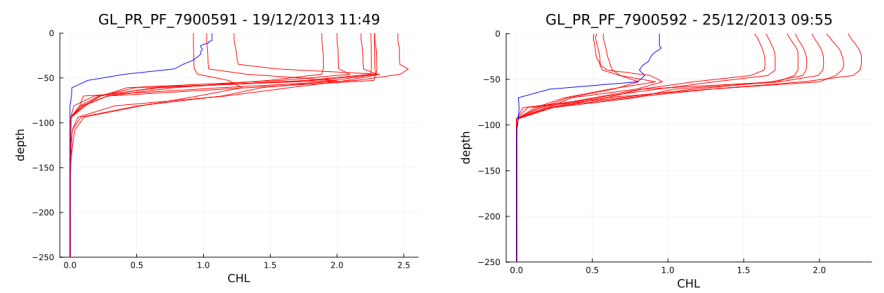 GL_PR_PF_7900591 - 19/12/2013 11:49
0
−50
−100
−150
−200
−250
depth
0.0 0.5 1.0 1.5 2.0 2.5
CHL
GL_PR_PF_7900592 - 25/12/2013 09:55
0
−50
−100
−150
−200
−250
depth
0.0 0.5 1.0 1.5 2.0
CHL